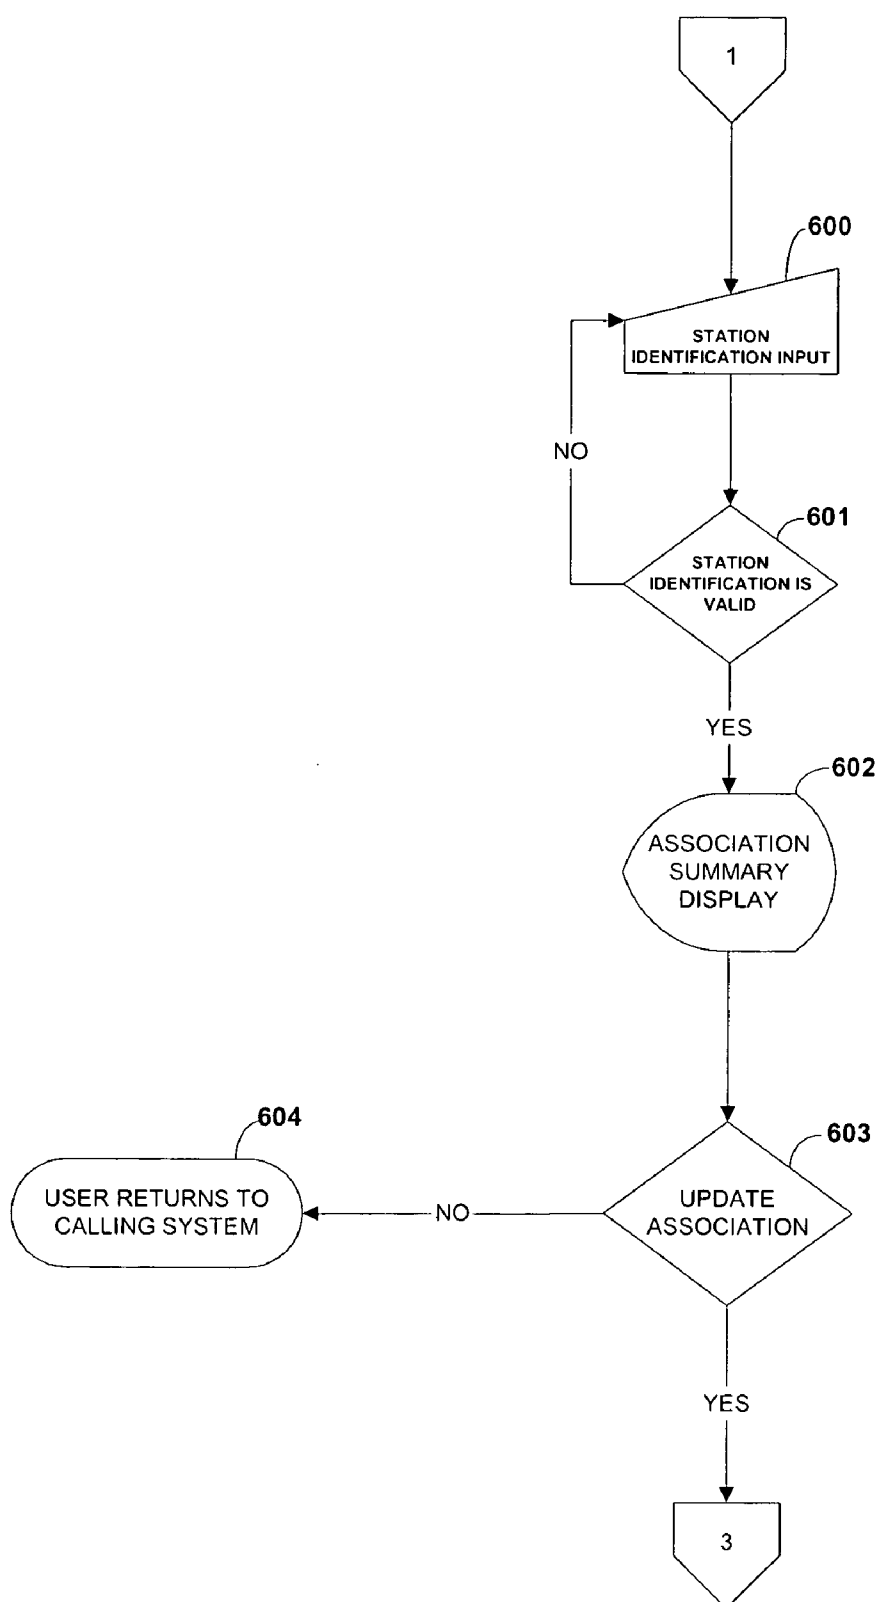 1
600
STATION
IDENTIFICATION INPUT
NO
601
STATION
IDENTIFICATION IS
VALID
YES
602
ASSOCIATION
SUMMARY
DISPLAY
604
603
USER RETURNS TO
CALLING SYSTEM
NO
UPDATE
ASSOCIATION
YES
3